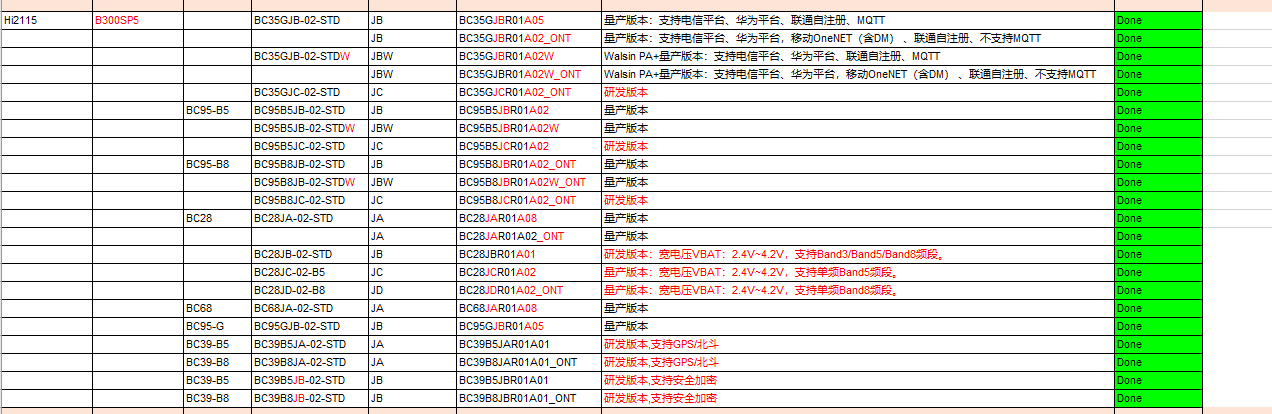 Hi2115 B300SP5 BC35GJB-02-STD JB BC35GJBR01A05 量产版本：支持电信平台、华为平台、联通自注册、MQTT Done
JB BC35GJBR01A02_ONT 量产版本：支持电信平台、华为平台，移动OneNET（含DM） 、联通自注册、不支持MQTT Done
BC35GJB-02-STDW JBW BC35GJBR01A02W Walsin PA+量产版本：支持电信平台、华为平台、联通自注册、MQTT Done
JBW BC35GJBR01A02W_ONT Walsin PA+量产版本：支持电信平台、华为平台，移动OneNET（含DM） 、联通自注册、不支持MQTT Done
BC35GJC-02-STD JC BC35GJCR01A02_ONT 研发版本 Done
BC95-B5 BC95B5JB-02-STD JB BC95B5JBR01A02 量产版本 Done
BC95B5JB-02-STDW JBW BC95B5JBR01A02W 量产版本 Done
BC95B5JC-02-STD JC BC95B5JCR01A02 研发版本 Done
BC95-B8 BC95B8JB-02-STD JB BC95B8JBR01A02_ONT 量产版本 Done
BC95B8JB-02-STDW JBW BC95B8JBR01A02W_ONT 量产版本 Done
BC95B8JC-02-STD JC BC95B8JCR01A02_ONT 研发版本 Done
BC28 BC28JA-02-STD JA BC28JAR01A08 量产版本 Done
JA BC28JAR01A02_ONT 量产版本 Done
BC28JB-02-STD JB BC28JBR01A01 研发版本：宽电压VBAT：2.4V~4.2V，支持Band3/Band5/Band8频段。 Done
BC28JC-02-B5 JC BC28JCR01A02 量产版本：宽电压VBAT：2.4V~4.2V，支持单频Band5频段。 Done
BC28JD-02-B8 JD BC28JDR01A02_ONT 量产版本：宽电压VBAT：2.4V~4.2V，支持单频Band8频段。 Done
BC68 BC68JA-02-STD JA BC68JAR01A08 量产版本 Done
BC95-G BC95GJB-02-STD JB BC95GJBR01A05 量产版本 Done
BC39-B5 BC39B5JA-02-STD JA BC39B5JAR01A01 研发版本,支持GPS/北斗 Done
BC39-B8 BC39B8JA-02-STD JA BC39B8JAR01A01_ONT 研发版本,支持GPS/北斗 Done
BC39-B5 BC39B5JB-02-STD JB BC39B5JBR01A01 研发版本,支持安全加密 Done
BC39-B8 BC39B8JB-02-STD JB BC39B8JBR01A01_ONT 研发版本,支持安全加密 Done